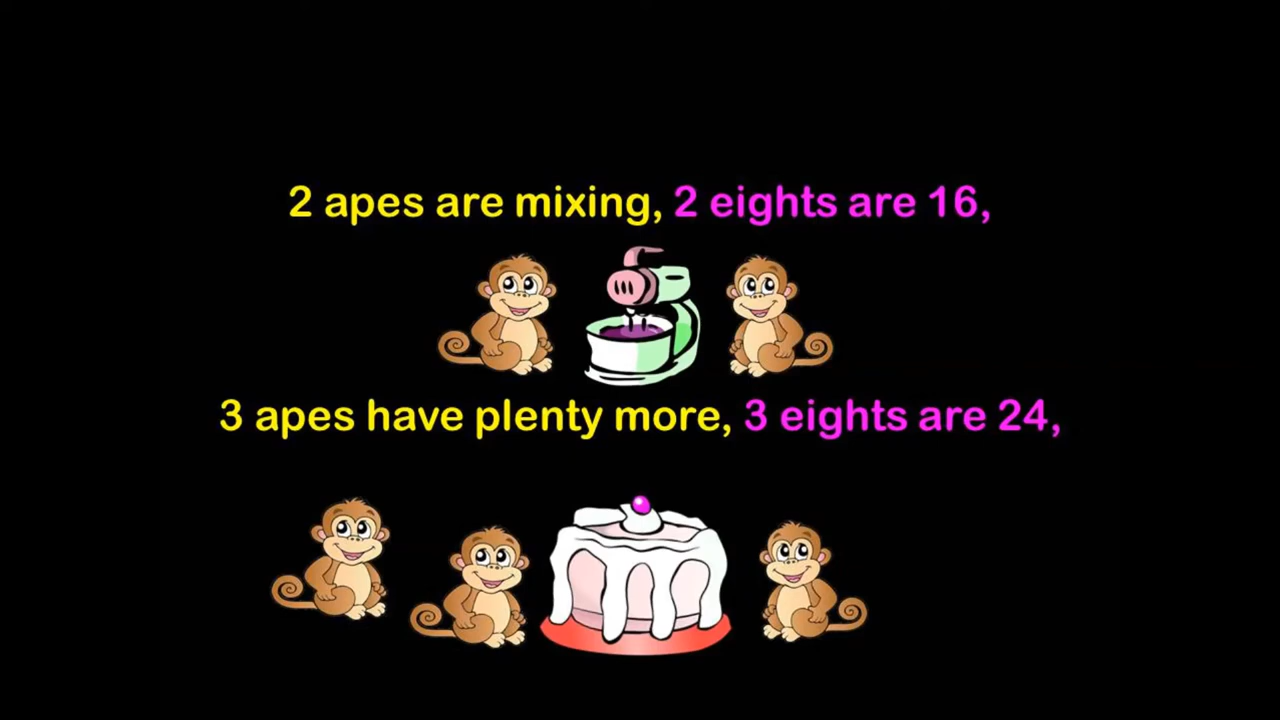 2 apes are mixing, 2 eights are 16,
3 apes have plenty more, 3 eights are 24,